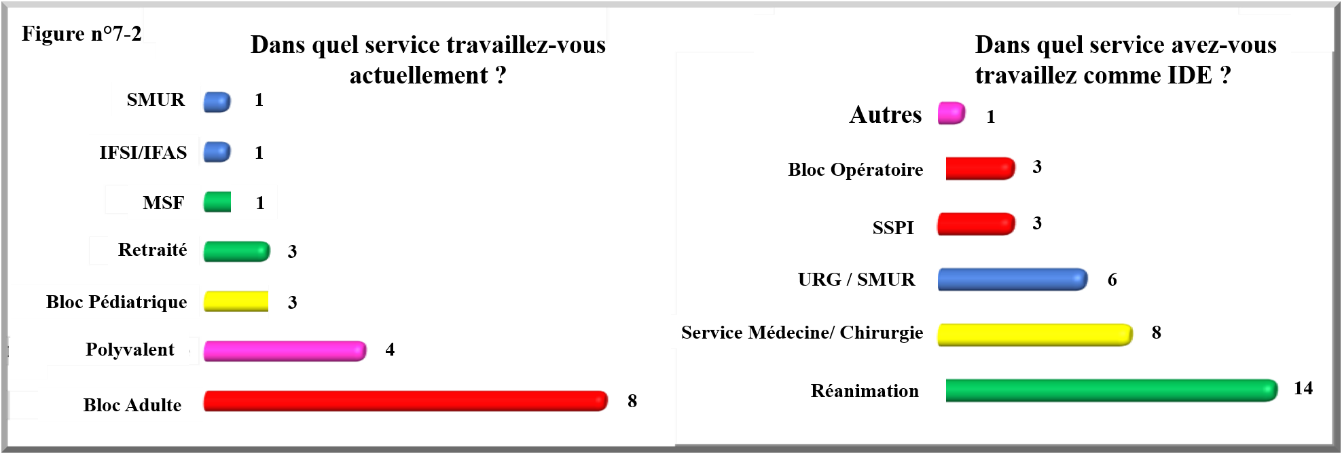 Figure n°7-2
Dans quel service travaillez-vous
actuellement ?
SMUR 1
IFSI/IFAS 1
MSF 1
Retraité 3
Bloc Pédiatrique 3
Polyvalent 4
Bloc Adulte 8
Dans quel service avez-vous
travaillez comme IDE ?
Autres 1
Bloc Opératoire 3
SSPI 3
URG / SMUR 6
Service Médecine/ Chirurgie 8
Réanimation 14